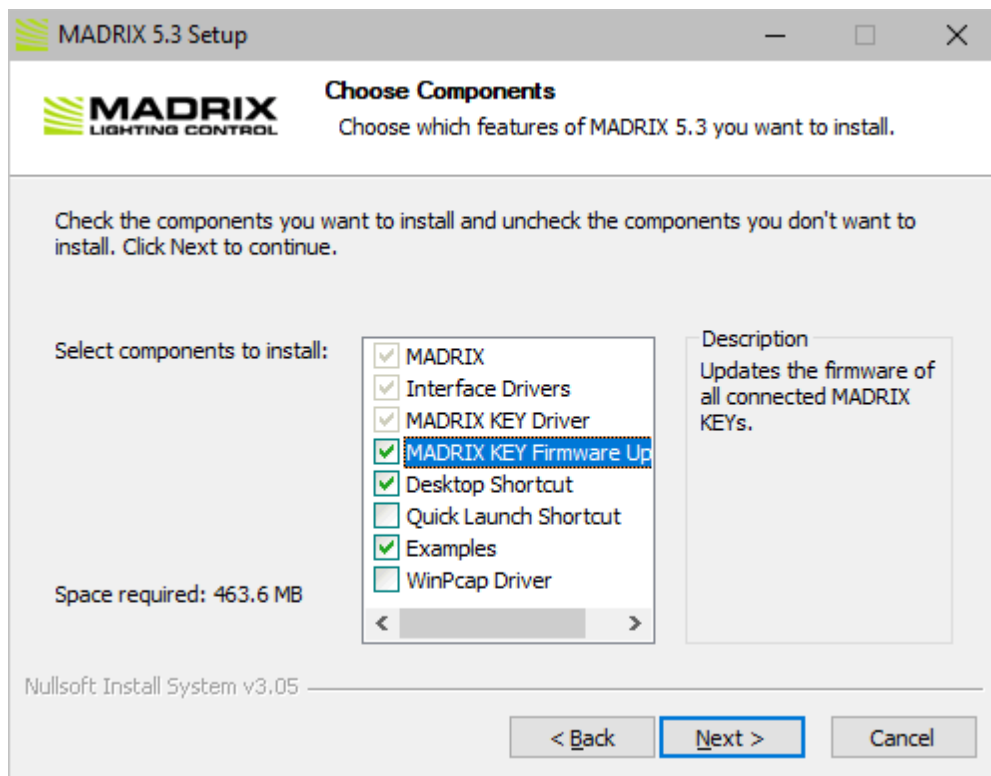 MADRIX 5.3 Setup
MADRIX
LIGHTING CONTROL
Choose Components
Choose which features of MADRIX 5.3 you want to install.
Check the components you want to install and uncheck the components you don't want to
install. Click Next to continue.
Select components to install:
MADRIX
Interface Drivers
MADRIX KEY Driver
MADRIX KEY Firmware Up
Desktop Shortcut
Quick Launch Shortcut
Examples
WinPcap Driver
Description
Updates the firmware of
all connected MADRIX
KEYs.
Space required: 463.6 MB
Nullsoft Install System v3.05
< Back
Next >
Cancel